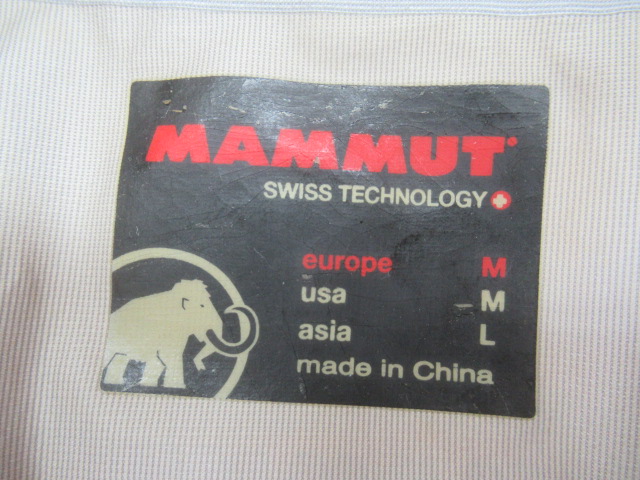 MAMMUT
SWISS TECHNOLOGY
europe M
usa M
asia L
made in China